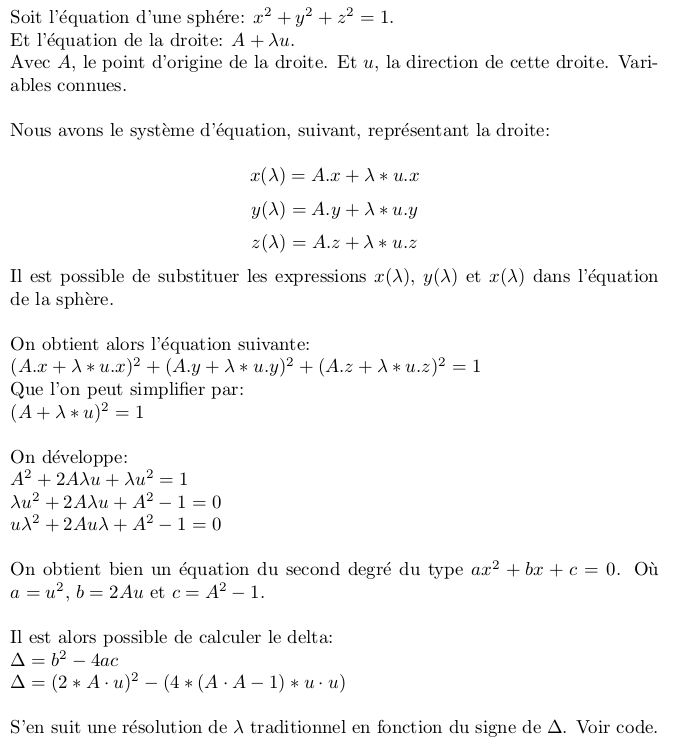 Soit l'équation d'une sphére: $x^2 + y^2 + z^2 = 1$.
Et l'équation de la droite: $A + \lambda u$.
Avec $A$, le point d'origine de la droite. Et $u$, la direction de cette droite. Vari-
ables connues.
Nous avons le système d'équation, suivant, représentant la droite:
$x(\lambda) = A.x + \lambda * u.x$
$y(\lambda) = A.y + \lambda * u.y$
$z(\lambda) = A.z + \lambda * u.z$
Il est possible de substituer les expressions $x(\lambda)$, $y(\lambda)$ et $x(\lambda)$ dans l'équation
de la sphère.
On obtient alors l'équation suivante:
$(A.x + \lambda * u.x)^2 + (A.y + \lambda * u.y)^2 + (A.z + \lambda * u.z)^2 = 1$
Que l'on peut simplifier par:
$(A + \lambda * u)^2 = 1$
On développe:
$A^2 + 2A\lambda u + \lambda u^2 = 1$
$\lambda u^2 + 2A\lambda u + A^2 - 1 = 0$
$u\lambda^2 + 2Au\lambda + A^2 - 1 = 0$
On obtient bien un équation du second degré du type $ax^2 + bx + c = 0$. Où
$a = u^2$, $b = 2Au$ et $c = A^2 - 1$.
Il est alors possible de calculer le delta:
$\Delta = b^2 - 4ac$
$\Delta = (2 * A \cdot u)^2 - (4 * (A \cdot A - 1) * u \cdot u)$
S'en suit une résolution de $\lambda$ traditionnel en fonction du signe de $\Delta$. Voir code.